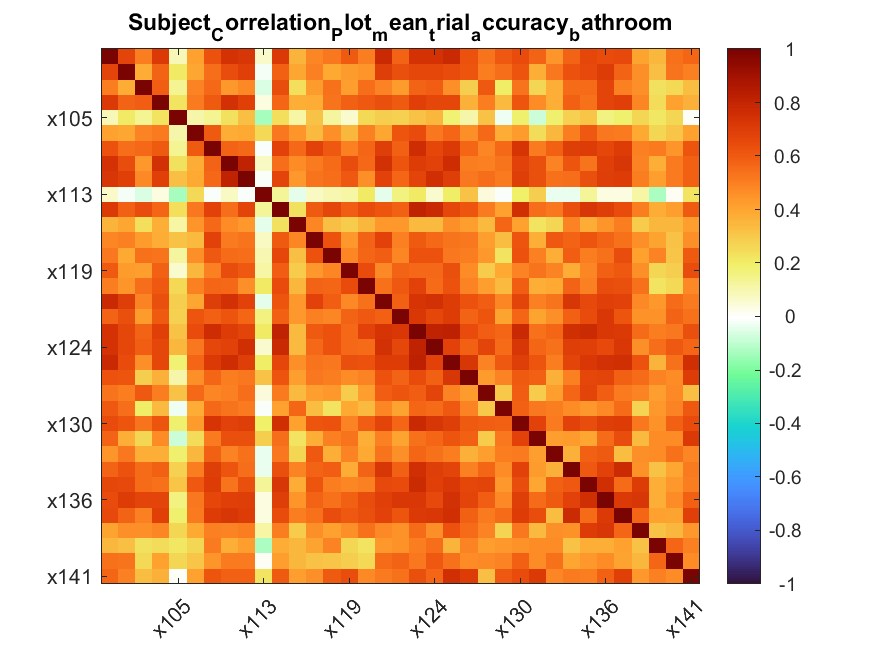 Subject_Correlation_Plot_mean_trial_accuracy_bathroom
x105
x113
x119
x124
x130
x136
x141
x105
x113
x119
x124
x130
x136
x141
1
0.8
0.6
0.4
0.2
0
-0.2
-0.4
-0.6
-0.8
-1